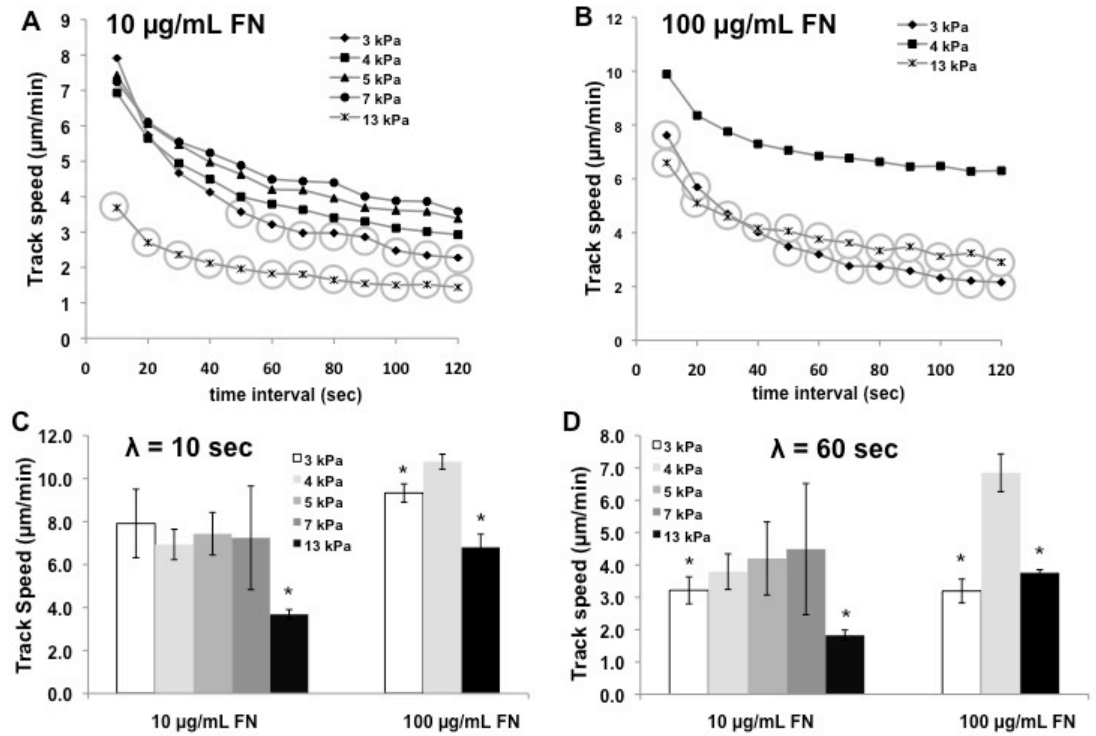 A
10 µg/mL FN
3 kPa
4 kPa
5 kPa
7 kPa
13 kPa
Track speed (µm/min)
9
8
7
6
5
4
3
2
1
0
0 20 40 60 80 100 120
time interval (sec)
B
100 µg/mL FN
3 kPa
4 kPa
13 kPa
Track speed (µm/min)
12
10
8
6
4
2
0
0 20 40 60 80 100 120
time interval (sec)
C
λ = 10 sec
3 kPa
4 kPa
5 kPa
7 kPa
13 kPa
Track Speed (µm/min)
12.0
10.0
8.0
6.0
4.0
2.0
0.0
*
*
*
10 µg/mL FN 100 µg/mL FN
D
λ = 60 sec
3 kPa
4 kPa
5 kPa
7 kPa
13 kPa
Track speed (µm/min)
8.0
7.0
6.0
5.0
4.0
3.0
2.0
1.0
0.0
*
*
*
*
10 µg/mL FN 100 µg/mL FN